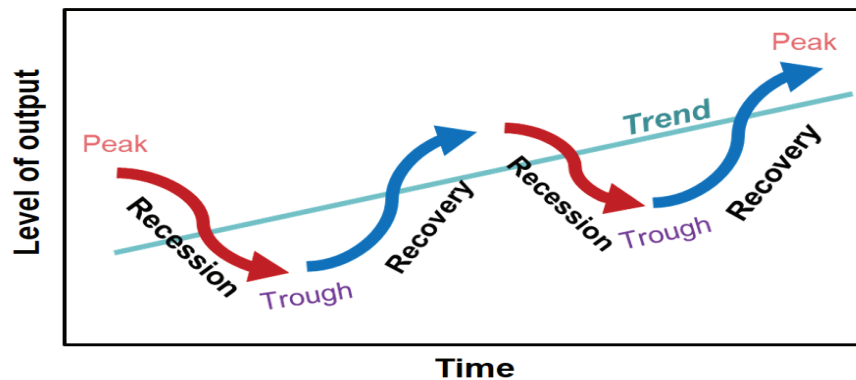 Level of output
Peak
Recession
Trough
Recovery
Recession
Trend
Trough
Recovery
Peak
Time